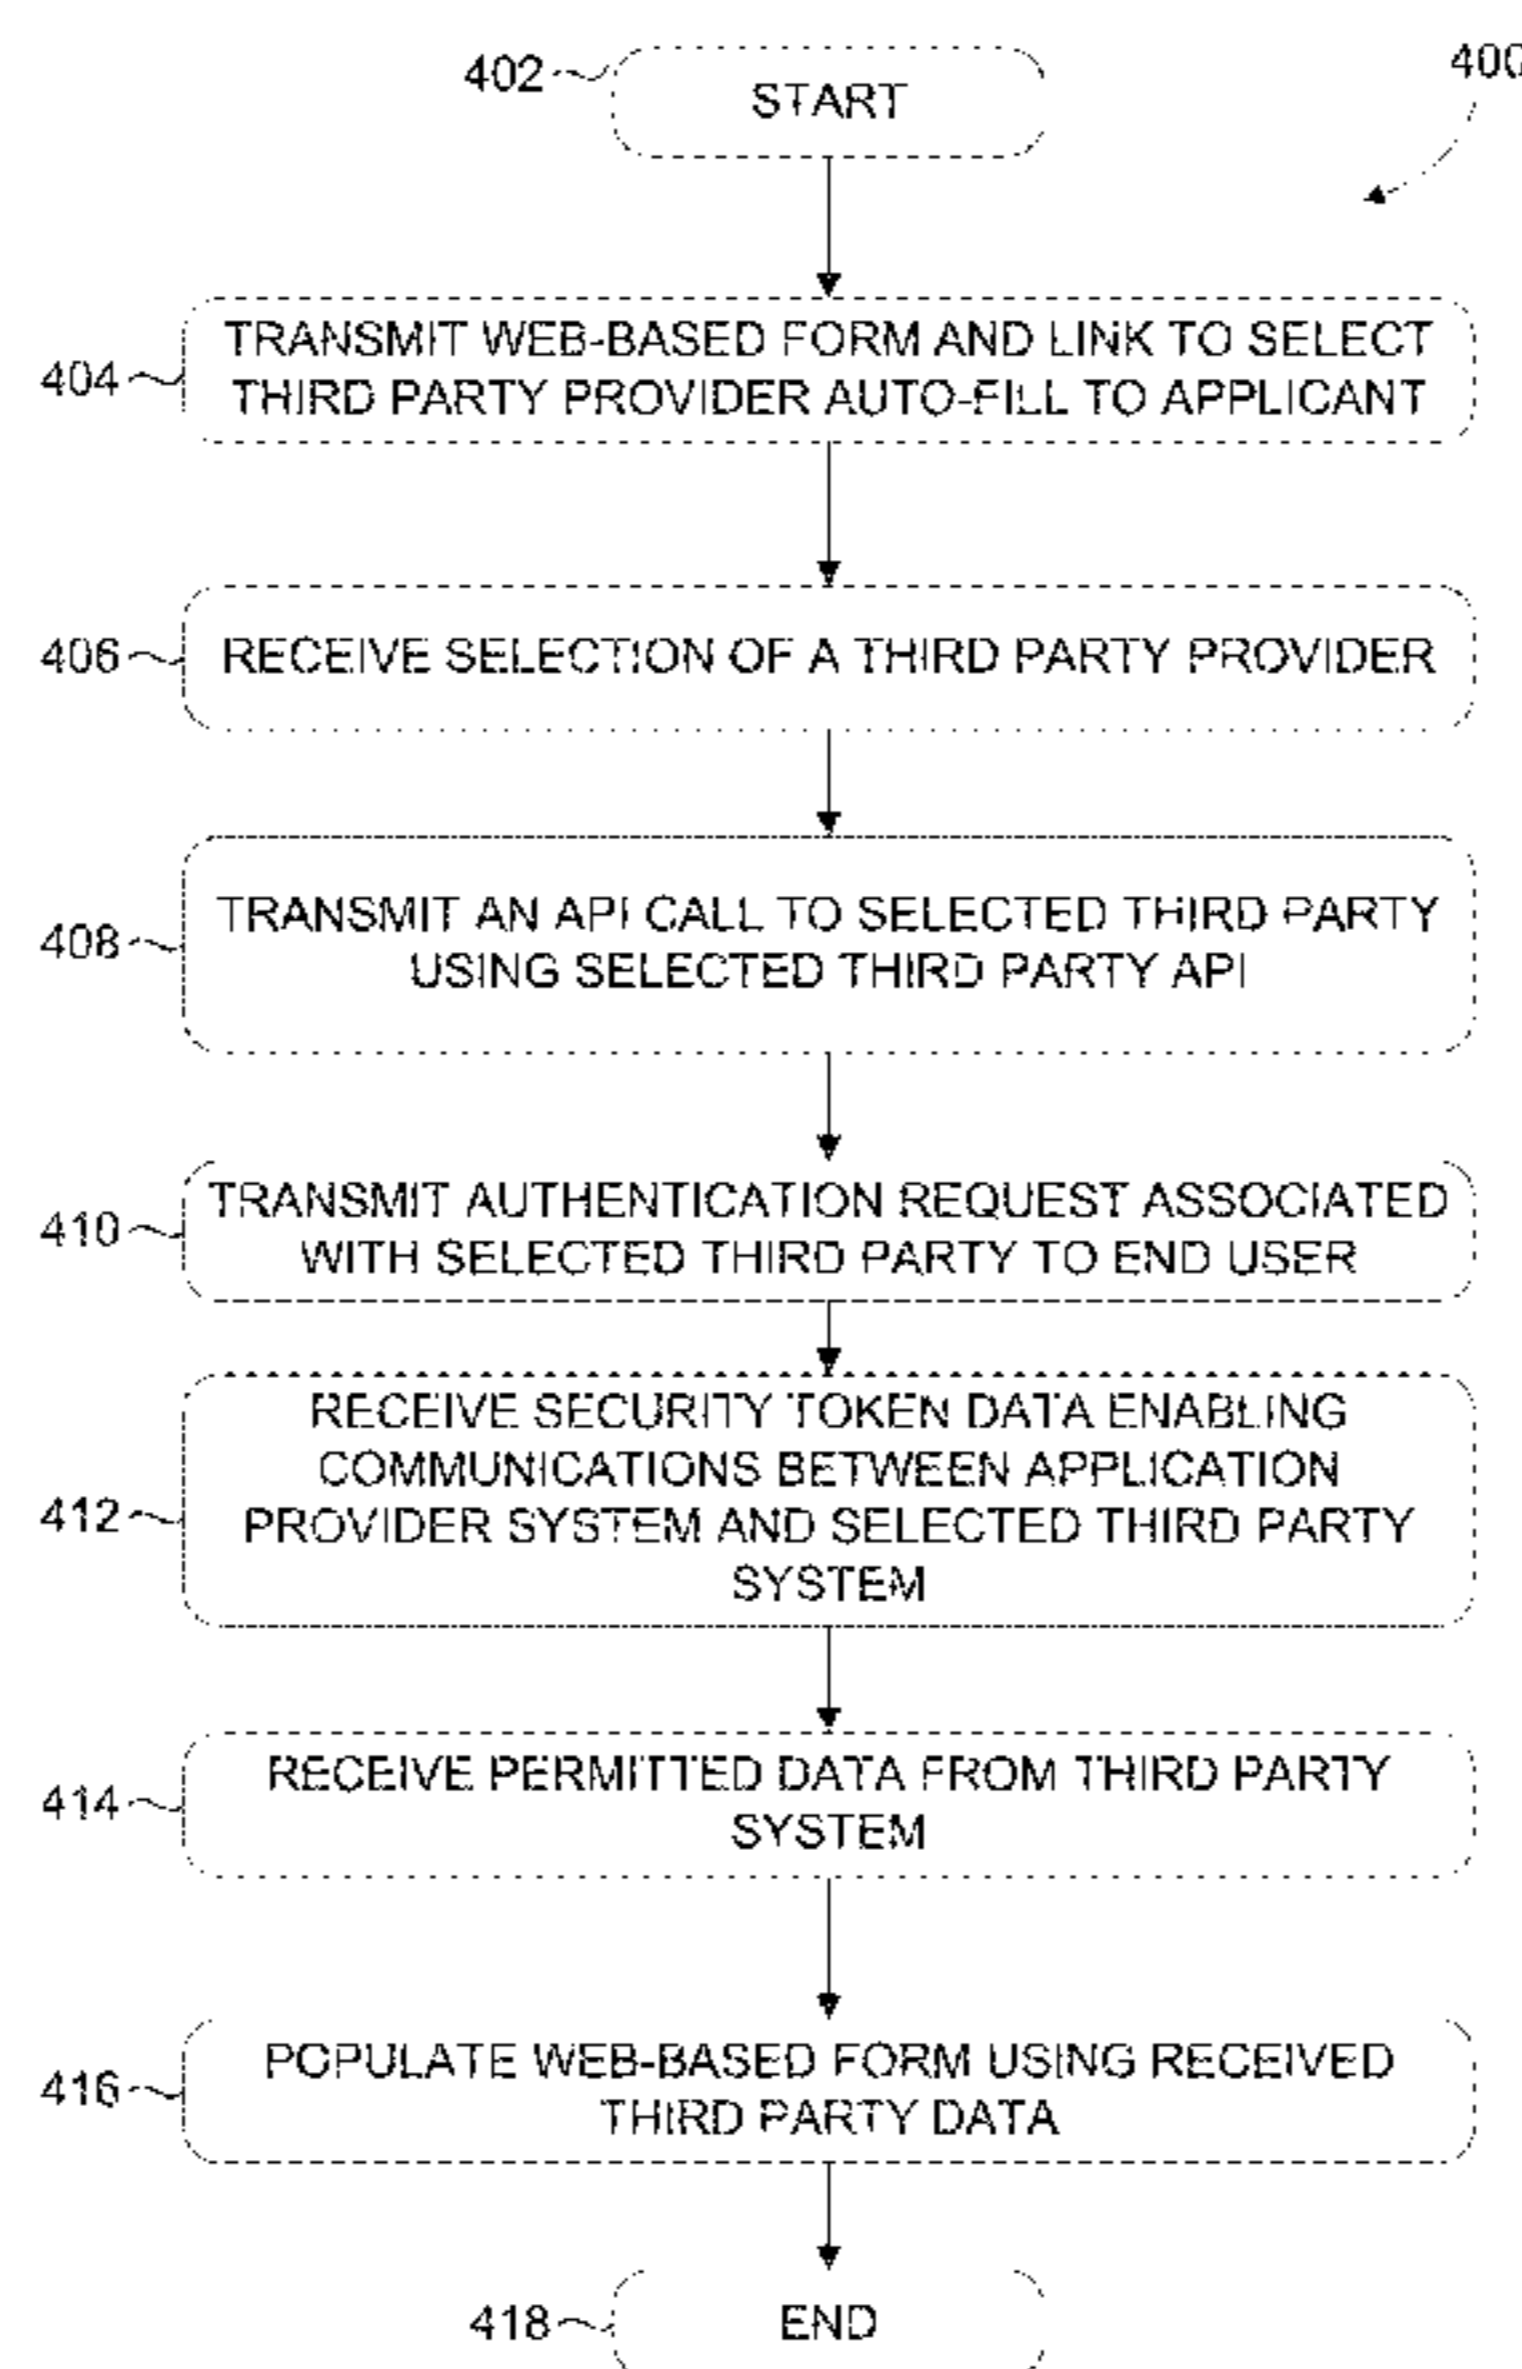 402
START
400
404
TRANSMIT WEB-BASED FORM AND LINK TO SELECT
THIRD PARTY PROVIDER AUTO-FILL TO APPLICANT
406
RECEIVE SELECTION OF A THIRD PARTY PROVIDER
408
TRANSMIT AN API CALL TO SELECTED THIRD PARTY
USING SELECTED THIRD PARTY API
410
TRANSMIT AUTHENTICATION REQUEST ASSOCIATED
WITH SELECTED THIRD PARTY TO END USER
412
RECEIVE SECURITY TOKEN DATA ENABLING
COMMUNICATIONS BETWEEN APPLICATION
PROVIDER SYSTEM AND SELECTED THIRD PARTY
SYSTEM
414
RECEIVE PERMITTED DATA FROM THIRD PARTY
SYSTEM
416
POPULATE WEB-BASED FORM USING RECEIVED
THIRD PARTY DATA
418
END